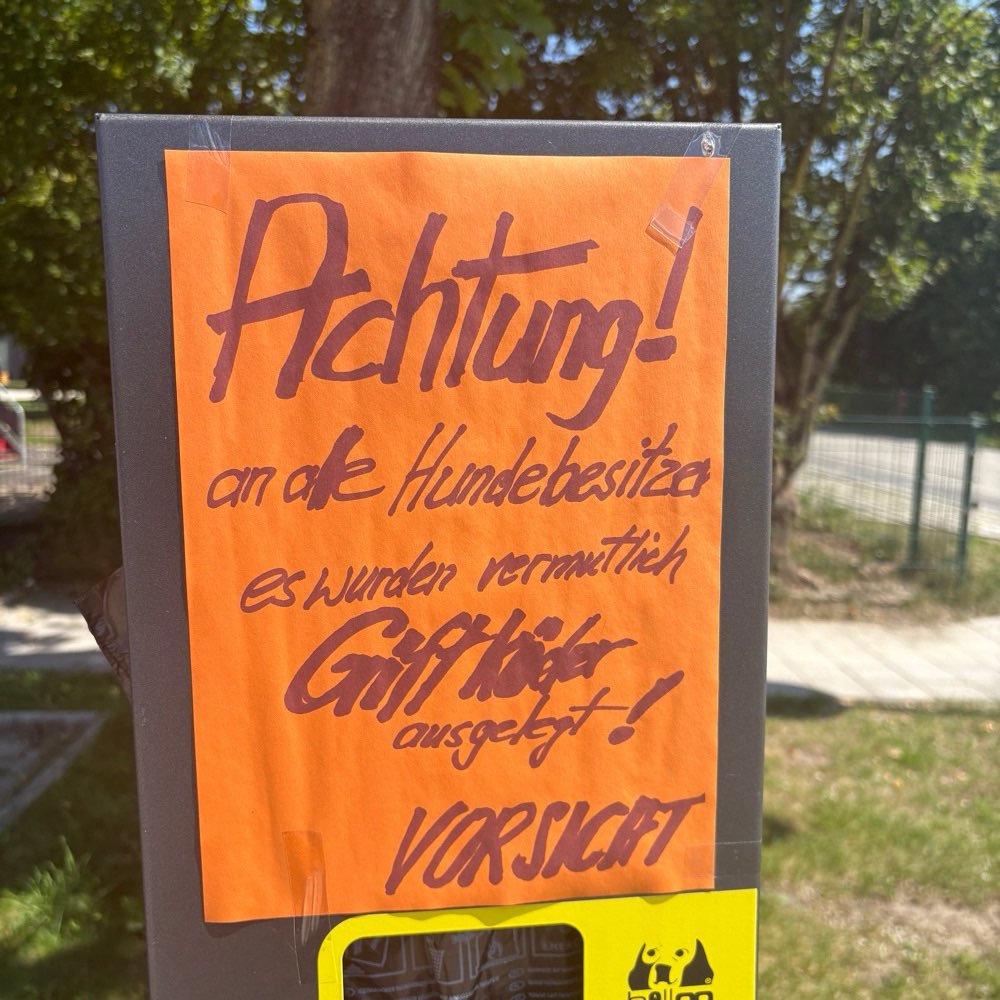 Achtung!
an alle Hundebesitzer
es wurden vermutlich
Giftköder
ausgelegt!
VORSICHT